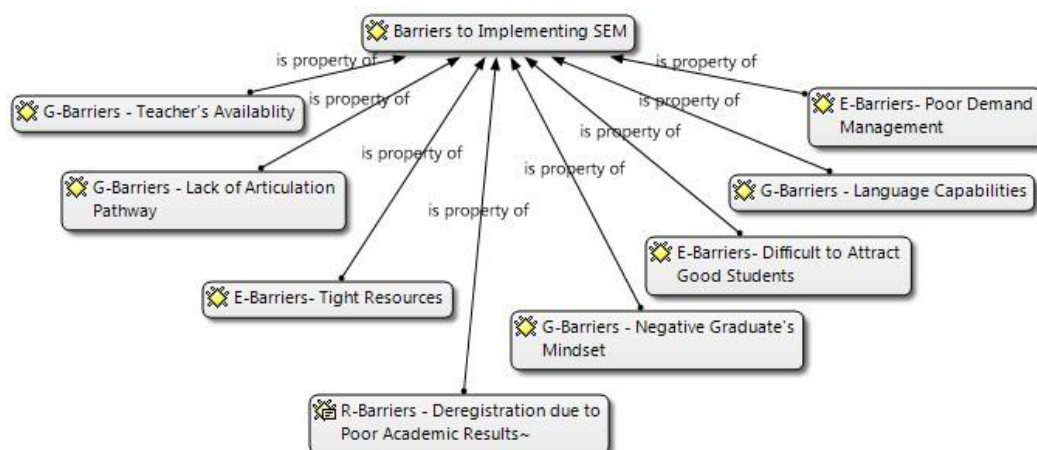 Barriers to Implementing SEM
is property of
is property of
G-Barriers - Teacher's Availablity
is property of
E-Barriers- Poor Demand
Management
is property of
is property of
is property of
G-Barriers - Lack of Articulation
Pathway
is property of
G-Barriers - Language Capabilities
is property of
E-Barriers- Difficult to Attract
Good Students
E-Barriers- Tight Resources
G-Barriers - Negative Graduate's
Mindset
R-Barriers - Deregistration due to
Poor Academic Results~